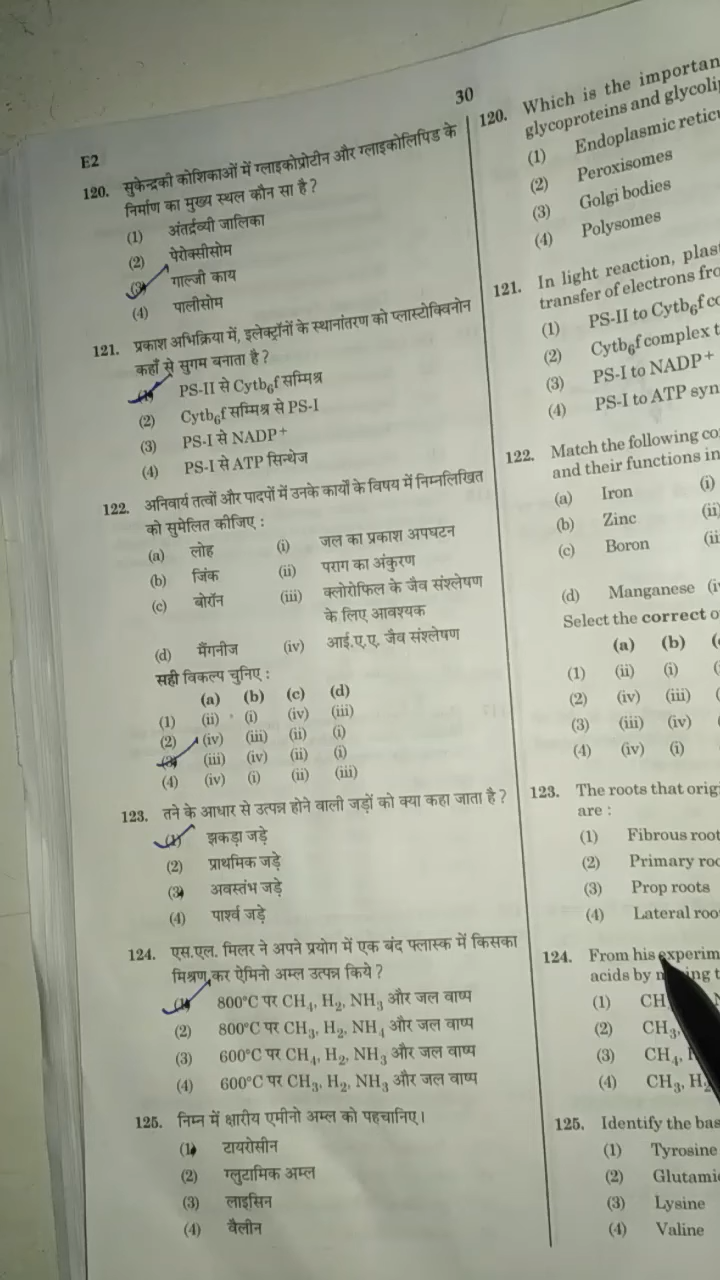 30
E2
120. सुकेन्द्रकी कोशिकाओं में ग्लाइकोप्रोटीन और ग्लाइकोलिपिड के
निर्माण का मुख्य स्थल कौन सा है ?
(1) अंतर्द्रव्यी जालिका
(2) पेरोक्सीसोम
(3) गाल्जी काय
(4) पालीसोम
121. प्रकाश अभिक्रिया में, इलेक्ट्रॉनों के स्थानांतरण को प्लास्टोक्विनोन
कहाँ से सुगम बनाता है ?
(1) PS-II से Cytb₆f सम्मिश्र
(2) Cytb₆f सम्मिश्र से PS-I
(3) PS-I से NADP⁺
(4) PS-I से ATP सिन्थेज
122. अनिवार्य तत्वों और पादपों में उनके कार्यों के विषय में निम्नलिखित
को सुमेलित कीजिए :
(a) लोह (i) जल का प्रकाश अपघटन
(b) जिंक (ii) पराग का अंकुरण
(c) बोरॉन (iii) क्लोरोफिल के जैव संश्लेषण
के लिए आवश्यक
(d) मैंगनीज (iv) आई.ए.ए. जैव संश्लेषण
सही विकल्प चुनिए :
(a) (b) (c) (d)
(1) (ii) (i) (iv) (iii)
(2) (iv) (iii) (ii) (i)
(3) (iii) (iv) (ii) (i)
(4) (iv) (i) (ii) (iii)
123. तने के आधार से उत्पन्न होने वाली जड़ों को क्या कहा जाता है ?
(1) झकड़ा जड़े
(2) प्राथमिक जड़े
(3) अवस्तंभ जड़े
(4) पार्श्व जड़े
124. एस.एल. मिलर ने अपने प्रयोग में एक बंद फ्लास्क में किसका
मिश्रण कर ऐमिनो अम्ल उत्पन्न किये ?
(1) 800°C पर CH₄, H₂, NH₃ और जल वाष्प
(2) 800°C पर CH₃, H₂, NH₄ और जल वाष्प
(3) 600°C पर CH₄, H₂, NH₃ और जल वाष्प
(4) 600°C पर CH₃, H₂, NH₃ और जल वाष्प
125. निम्न में क्षारीय एमीनो अम्ल को पहचानिए।
(1) टायरोसीन
(2) ग्लुटामिक अम्ल
(3) लाइसिन
(4) वैलीन
120. Which is the importan
glycoproteins and glycoli
(1) Endoplasmic reticu
(2) Peroxisomes
(3) Golgi bodies
(4) Polysomes
121. In light reaction, plas
transfer of electrons fro
(1) PS-II to Cytb₆f co
(2) Cytb₆f complex t
(3) PS-I to NADP⁺
(4) PS-I to ATP syn
122. Match the following co
and their functions in
(a) Iron (i)
(b) Zinc (ii)
(c) Boron (ii
(d) Manganese (iv
Select the correct o
(a) (b) (
(1) (ii) (i)
(2) (iv) (iii)
(3) (iii) (iv)
(4) (iv) (i)
123. The roots that orig
are :
(1) Fibrous root
(2) Primary roo
(3) Prop roots
(4) Lateral roo
124. From his experim
acids by
(1) CH
(2) CH₃,
(3) CH₄,
(4) CH₃, H₂
125. Identify the bas
(1) Tyrosine
(2) Glutami
(3) Lysine
(4) Valine